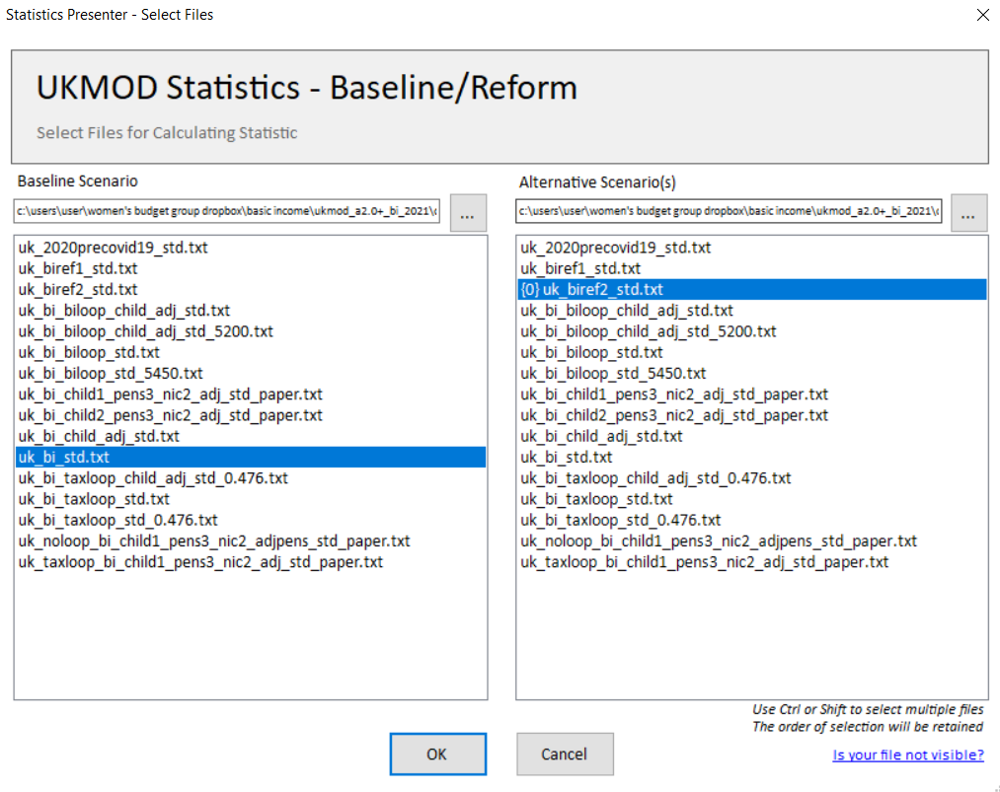 Statistics Presenter - Select Files
UKMOD Statistics - Baseline/Reform
Select Files for Calculating Statistic
Baseline Scenario
c:\users\user\women's budget group dropbox\basic income\ukmod_a2.0+_bi_2021\
...
uk_2020precovid19_std.txt
uk_biref1_std.txt
uk_biref2_std.txt
uk_bi_biloop_child_adj_std.txt
uk_bi_biloop_child_adj_std_5200.txt
uk_bi_biloop_std.txt
uk_bi_biloop_std_5450.txt
uk_bi_child1_pens3_nic2_adj_std_paper.txt
uk_bi_child2_pens3_nic2_adj_std_paper.txt
uk_bi_child_adj_std.txt
uk_bi_std.txt
uk_bi_taxloop_child_adj_std_0.476.txt
uk_bi_taxloop_std.txt
uk_bi_taxloop_std_0.476.txt
uk_noloop_bi_child1_pens3_nic2_adjpens_std_paper.txt
uk_taxloop_bi_child1_pens3_nic2_adj_std_paper.txt
Alternative Scenario(s)
c:\users\user\women's budget group dropbox\basic income\ukmod_a2.0+_bi_2021\
...
uk_2020precovid19_std.txt
uk_biref1_std.txt
{0} uk_biref2_std.txt
uk_bi_biloop_child_adj_std.txt
uk_bi_biloop_child_adj_std_5200.txt
uk_bi_biloop_std.txt
uk_bi_biloop_std_5450.txt
uk_bi_child1_pens3_nic2_adj_std_paper.txt
uk_bi_child2_pens3_nic2_adj_std_paper.txt
uk_bi_child_adj_std.txt
uk_bi_std.txt
uk_bi_taxloop_child_adj_std_0.476.txt
uk_bi_taxloop_std.txt
uk_bi_taxloop_std_0.476.txt
uk_noloop_bi_child1_pens3_nic2_adjpens_std_paper.txt
uk_taxloop_bi_child1_pens3_nic2_adj_std_paper.txt
Use Ctrl or Shift to select multiple files
The order of selection will be retained
Is your file not visible?
OK
Cancel